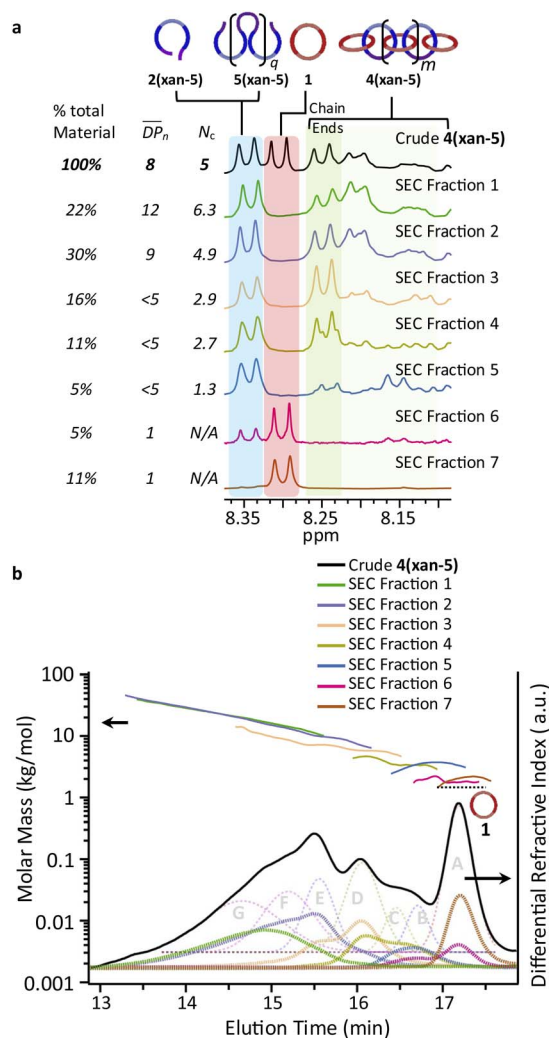 a
q
m
2(xan-5)
5(xan-5)
1
4(xan-5)
% total Material
DPn
Nc
Chain Ends
100% 8 5 Crude 4(xan-5)
22% 12 6.3 SEC Fraction 1
30% 9 4.9 SEC Fraction 2
16% <5 2.9 SEC Fraction 3
11% <5 2.7 SEC Fraction 4
5% <5 1.3 SEC Fraction 5
5% 1 N/A SEC Fraction 6
11% 1 N/A SEC Fraction 7
8.35 8.25 8.15
ppm
b
Crude 4(xan-5)
SEC Fraction 1
SEC Fraction 2
SEC Fraction 3
SEC Fraction 4
SEC Fraction 5
SEC Fraction 6
SEC Fraction 7
Molar Mass (kg/mol)
100
10
1
0.1
0.01
0.001
1
G F E D C B A
Differential Refractive Index ( a.u.)
13 14 15 16 17
Elution Time (min)